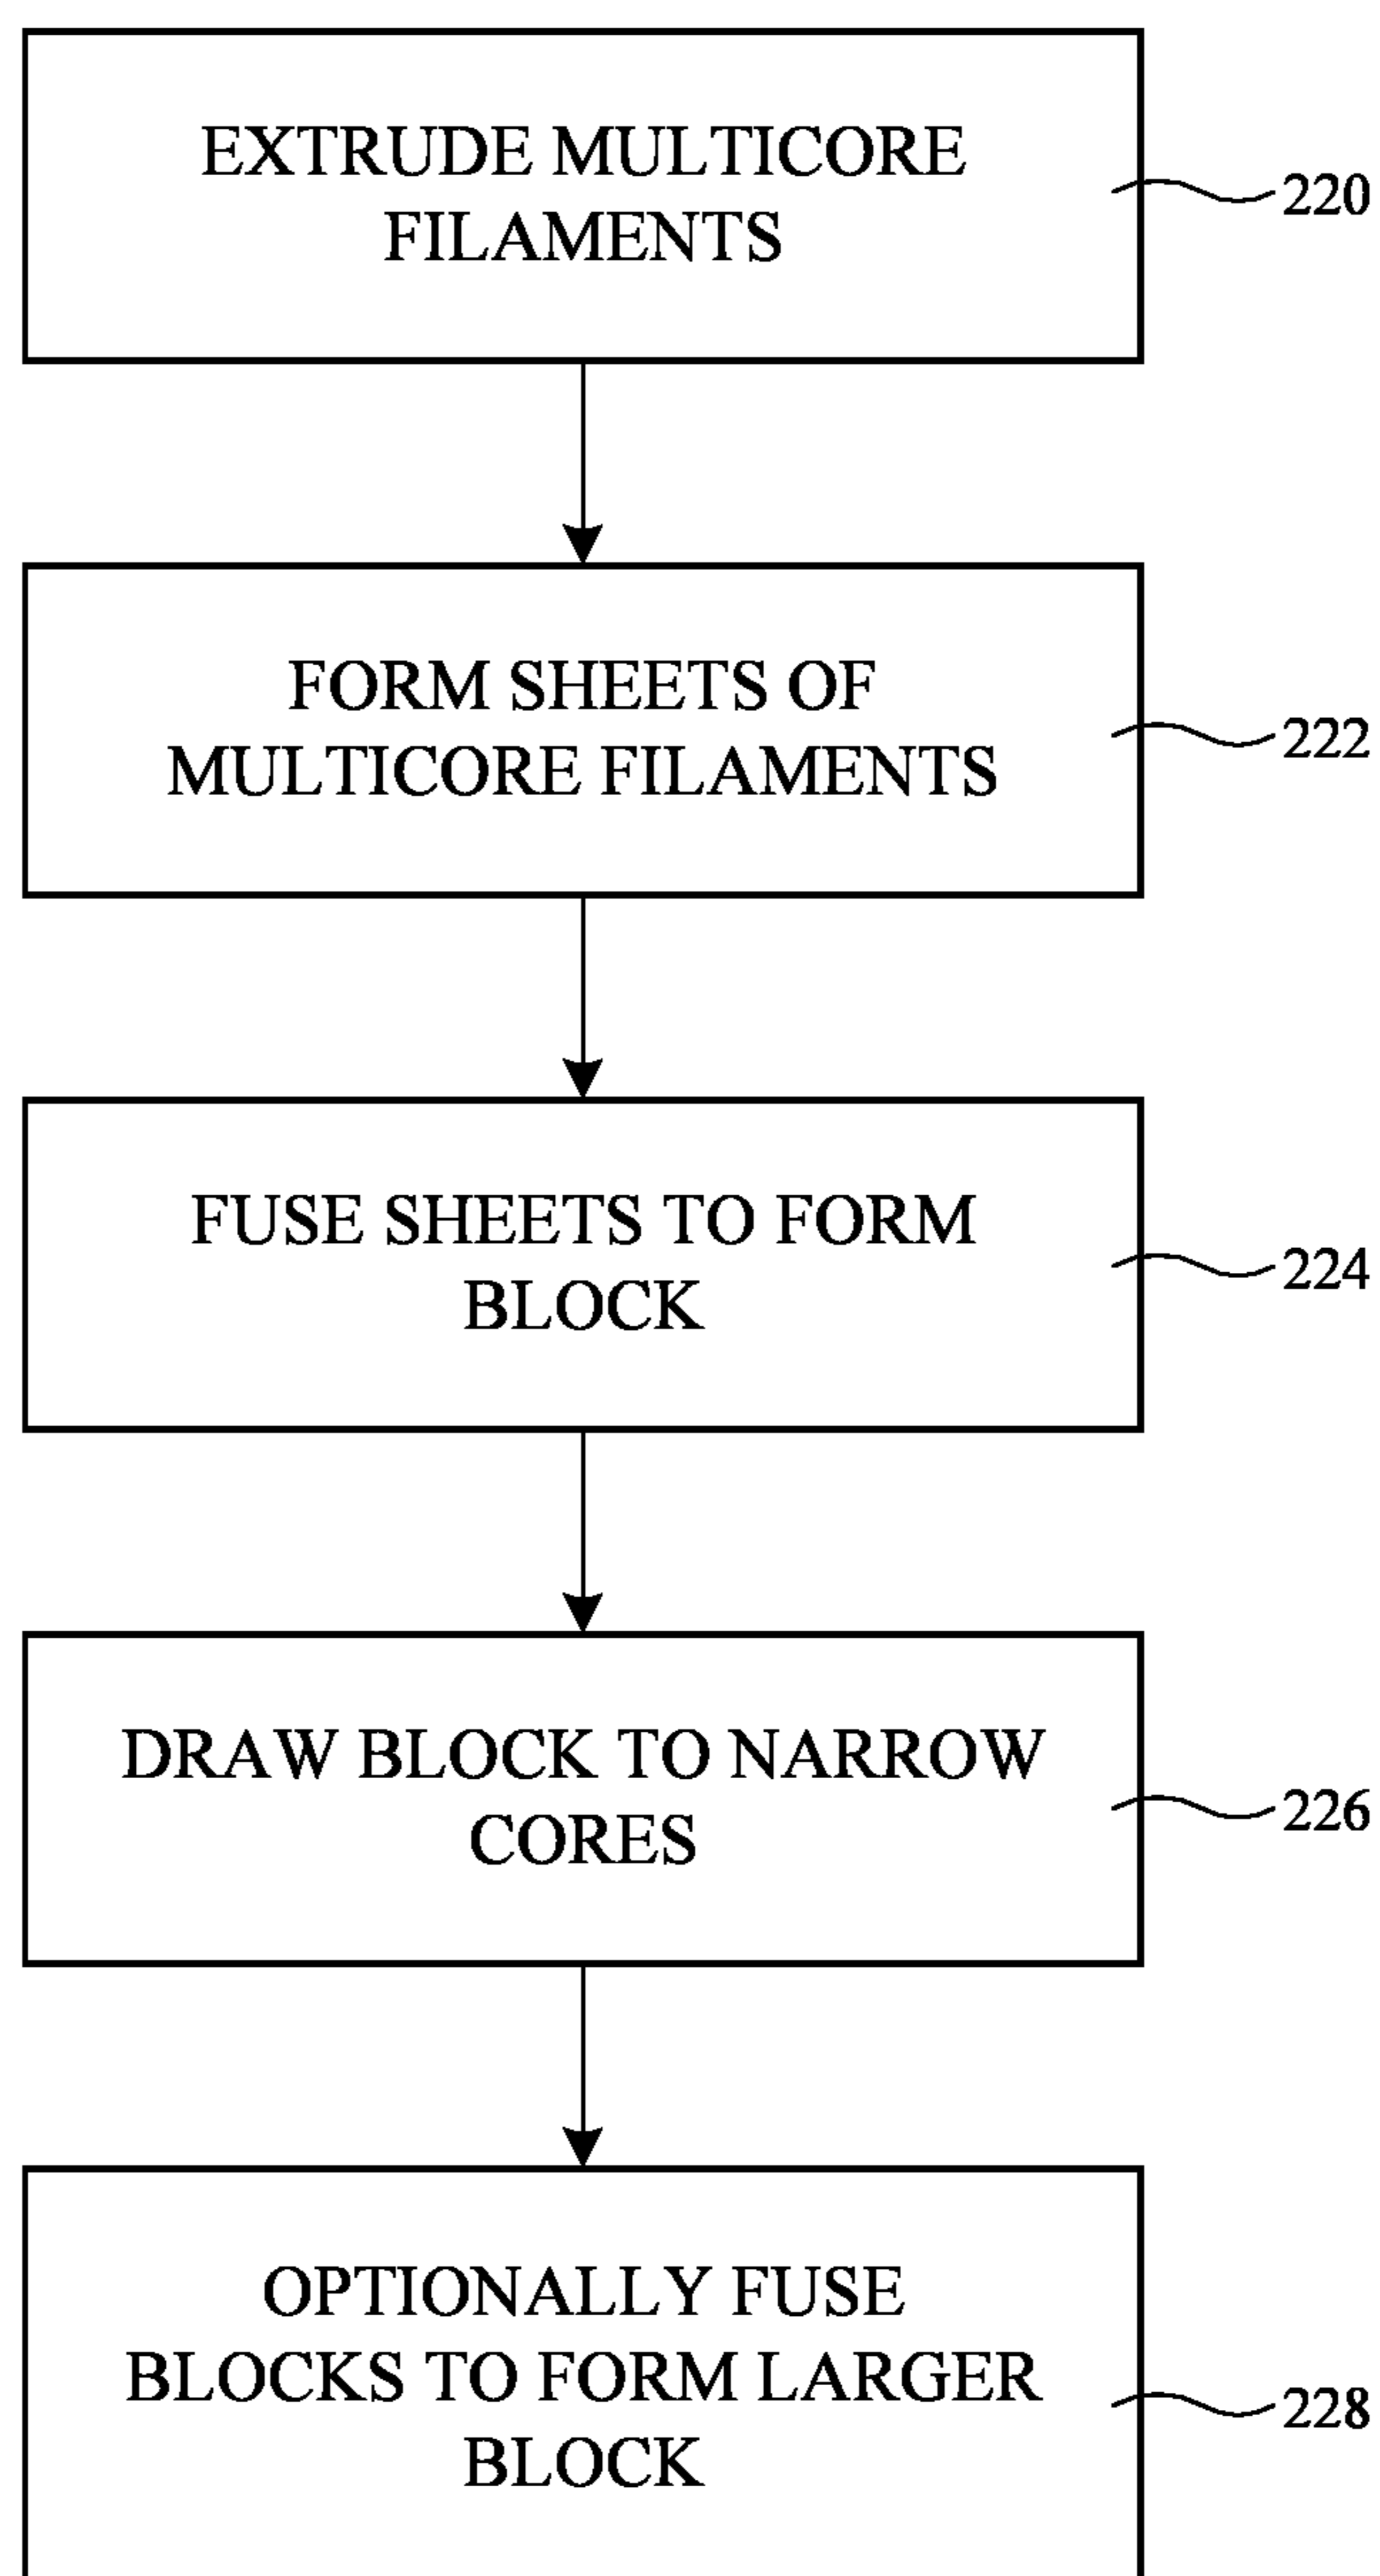 EXTRUDE MULTICORE
FILAMENTS
220
FORM SHEETS OF
MULTICORE FILAMENTS
222
FUSE SHEETS TO FORM
BLOCK
224
DRAW BLOCK TO NARROW
CORES
226
OPTIONALLY FUSE
BLOCKS TO FORM LARGER
BLOCK
228